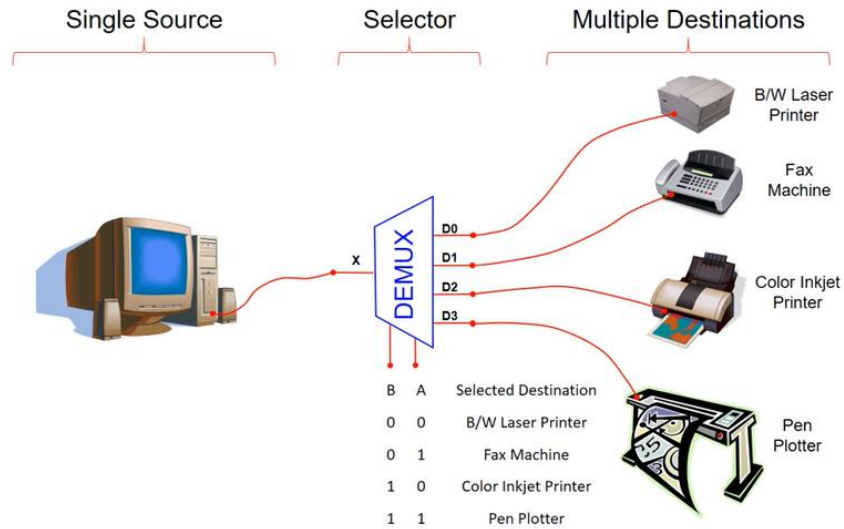 Single Source
Selector
Multiple Destinations
B/W Laser
Printer
Fax
Machine
D0
X
DEMUX
D1
D2
D3
Color Inkjet
Printer
B A Selected Destination
0 0 B/W Laser Printer
0 1 Fax Machine
1 0 Color Inkjet Printer
1 1 Pen Plotter
Pen
Plotter